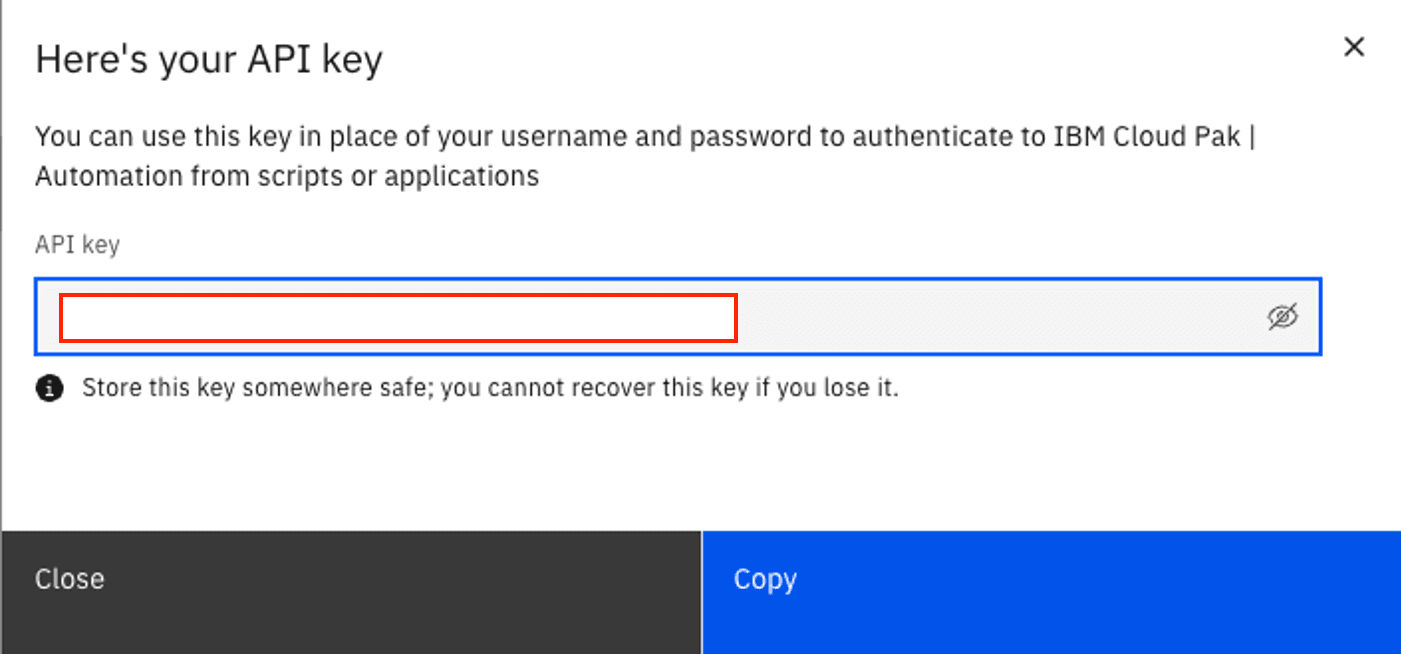 Here's your API key
You can use this key in place of your username and password to authenticate to IBM Cloud Pak |
Automation from scripts or applications
API key
Store this key somewhere safe; you cannot recover this key if you lose it.
Close
Copy